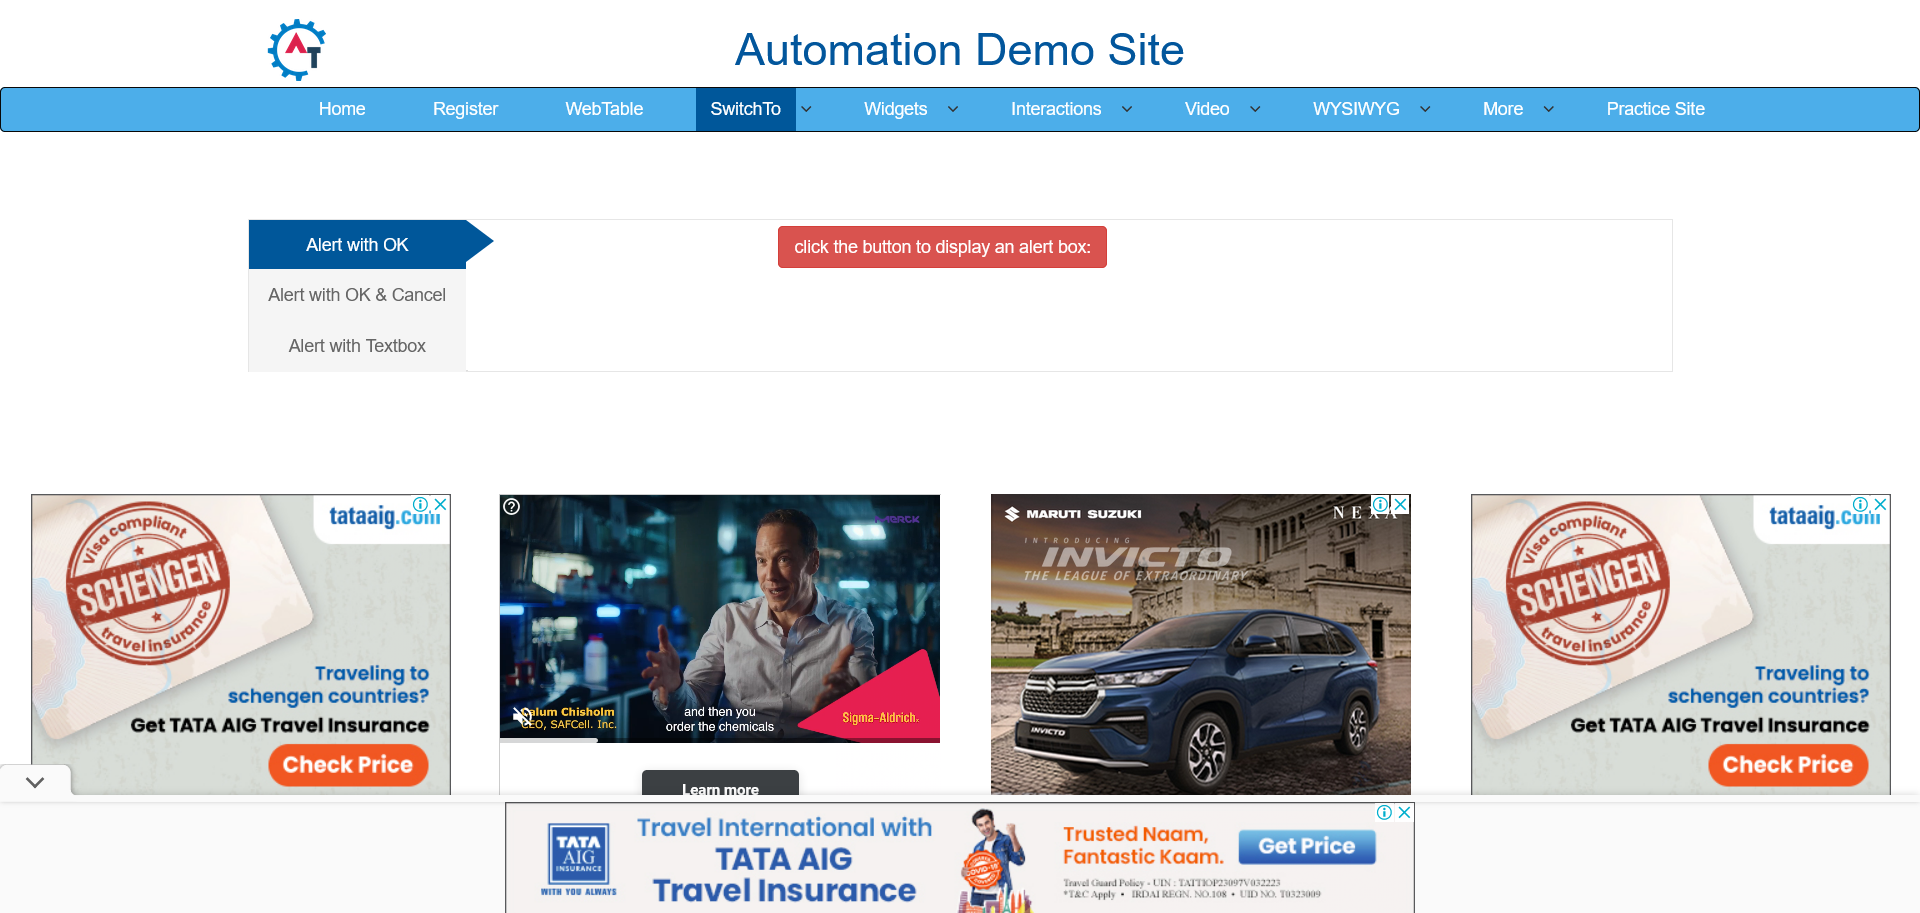 AT
Automation Demo Site
Home
Register
WebTable
SwitchTo
Widgets
Interactions
Video
WYSIWYG
More
Practice Site
Alert with OK
Alert with OK & Cancel
Alert with Textbox
click the button to display an alert box:
tataaig.com
Visa compliant
SCHENGEN
travel insurance
Traveling to
schengen countries?
Get TATA AIG Travel Insurance
Check Price
MERCK
Calum Chisholm
CEO, SAFCell. Inc.
and then you
order the chemicals
Sigma-Aldrich.
Learn more
MARUTI SUZUKI
NEXA
INTRODUCING
INVICTO
THE LEAGUE OF EXTRAORDINARY
INVICTO
tataaig.com
Visa compliant
SCHENGEN
travel insurance
Traveling to
schengen countries?
Get TATA AIG Travel Insurance
Check Price
TATA
AIG
INSURANCE
WITH YOU ALWAYS
Travel International with
TATA AIG
Travel Insurance
COVID-19
Trusted Naam,
Fantastic Kaam.
Get Price
Travel Guard Policy - UIN : TATTIOP23097V032223
*T&C Apply • IRDAI REGN. NO.108 • UID NO. T0323009